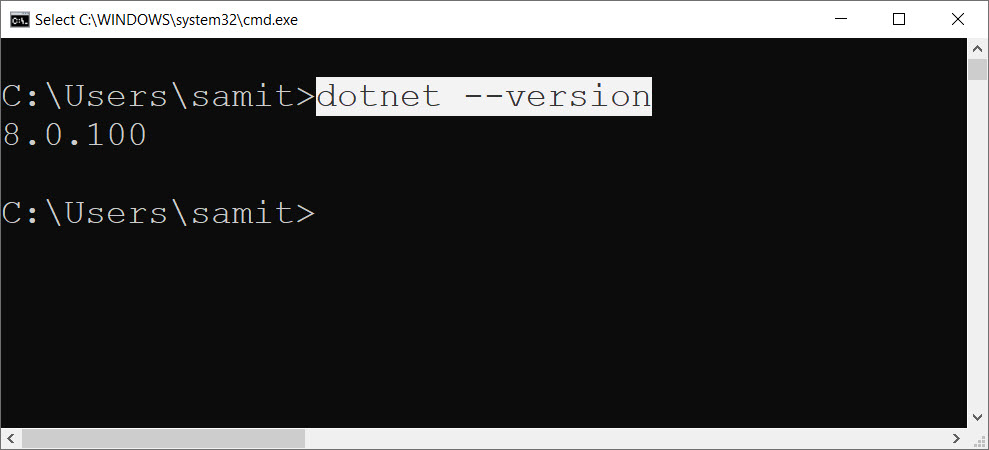 Select C:\WINDOWS\system32\cmd.exe
C:\Users\samit>dotnet --version
8.0.100
C:\Users\samit>